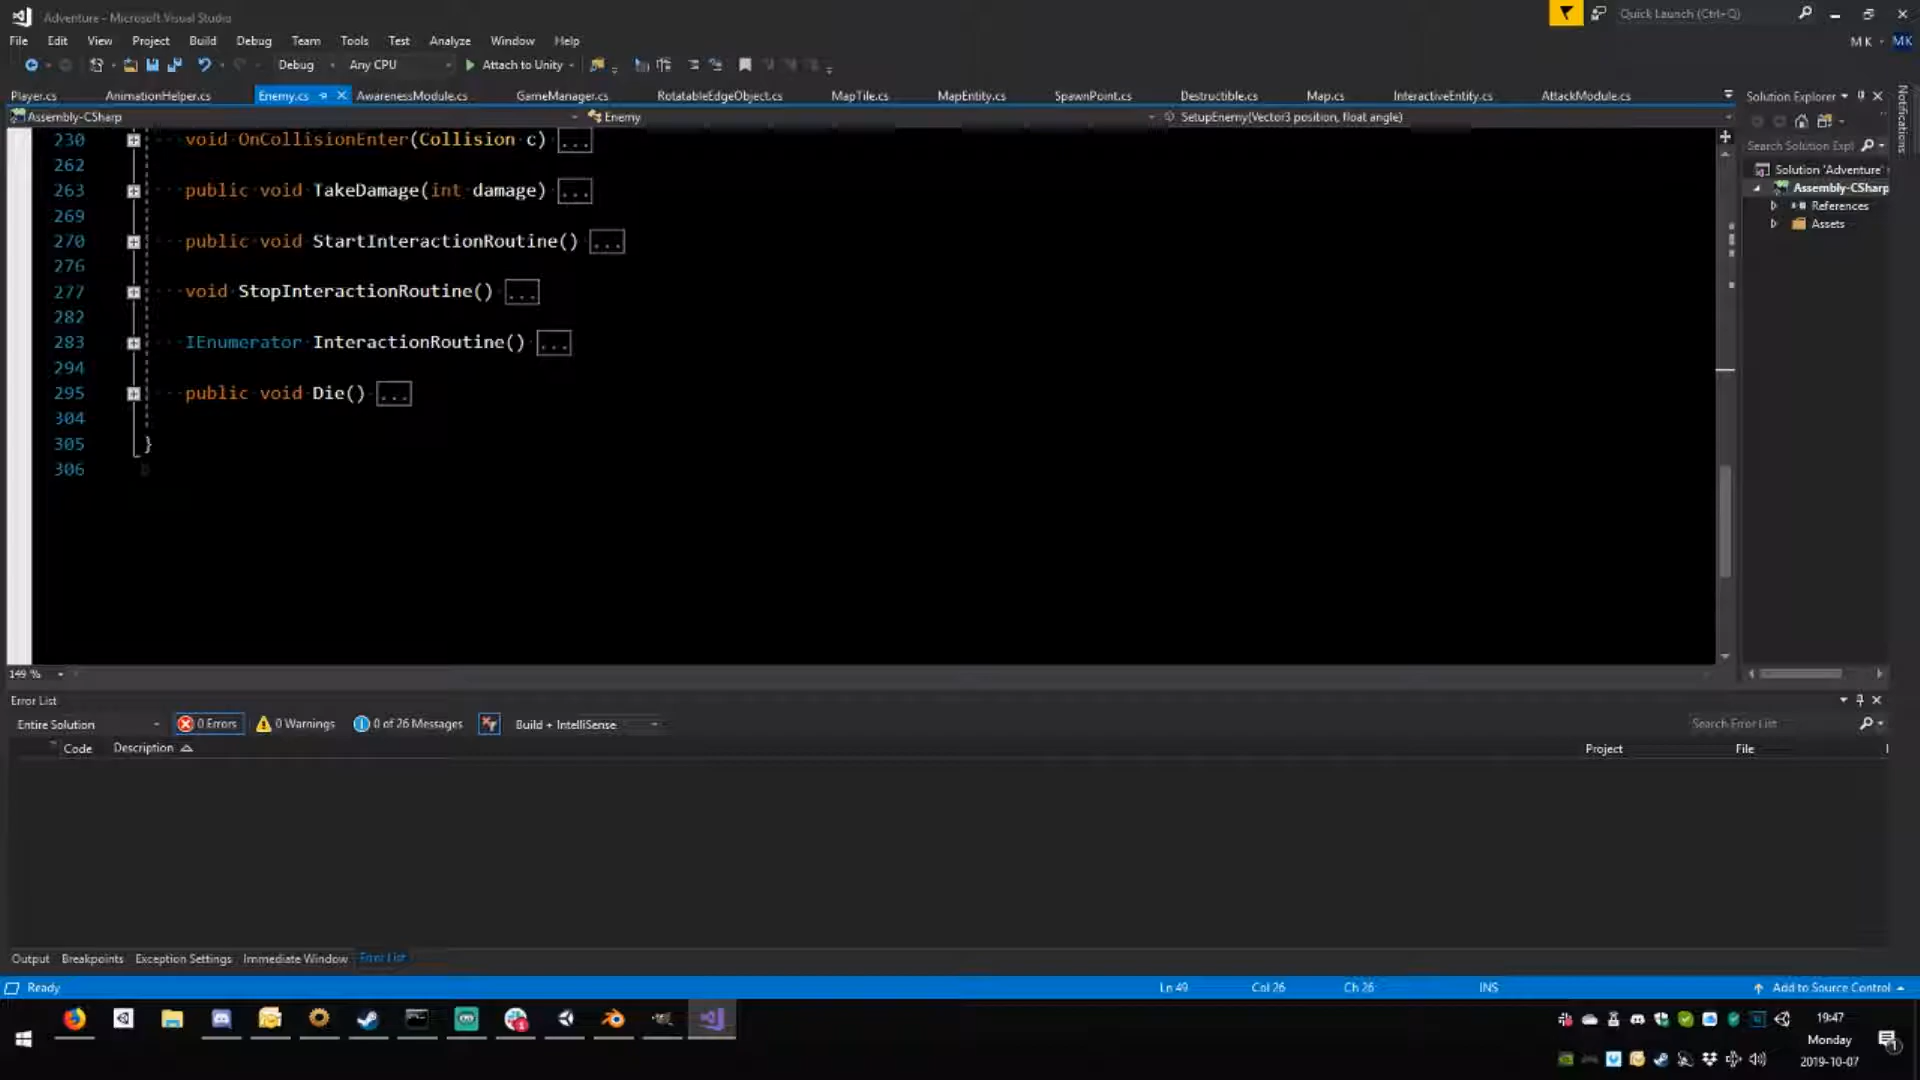 Adventure - Microsoft Visual Studio
Quick Launch (Ctrl+Q)
File Edit View Project Build Debug Team Tools Test Analyze Window Help
M K MK
Debug Any CPU Attach to Unity
Player.cs AnimationHelper.cs Enemy.cs AwarenessModule.cs GameManager.cs RotatableEdgeObject.cs MapTile.cs MapEntity.cs SpawnPoint.cs Destructible.cs Map.cs InteractiveEntity.cs AttackModule.cs
Solution Explorer
Notifications
Assembly-CSharp Enemy SetupEnemy(Vector3 position, float angle)
Search Solution Expl
Solution 'Adventure'
Assembly-CSharp
References
Assets
230 void OnCollisionEnter(Collision c) ...
262
263 public void TakeDamage(int damage) ...
269
270 public void StartInteractionRoutine() ...
276
277 void StopInteractionRoutine() ...
282
283 IEnumerator InteractionRoutine() ...
294
295 public void Die() ...
304
305 }
306
149 %
Error List
Entire Solution 0 Errors 0 Warnings 0 of 26 Messages Build + IntelliSense Search Error List
Code Description Project File
Output Breakpoints Exception Settings Immediate Window Error List
Ready Ln 49 Col 26 Ch 26 INS Add to Source Control
19:47
Monday
2019-10-07